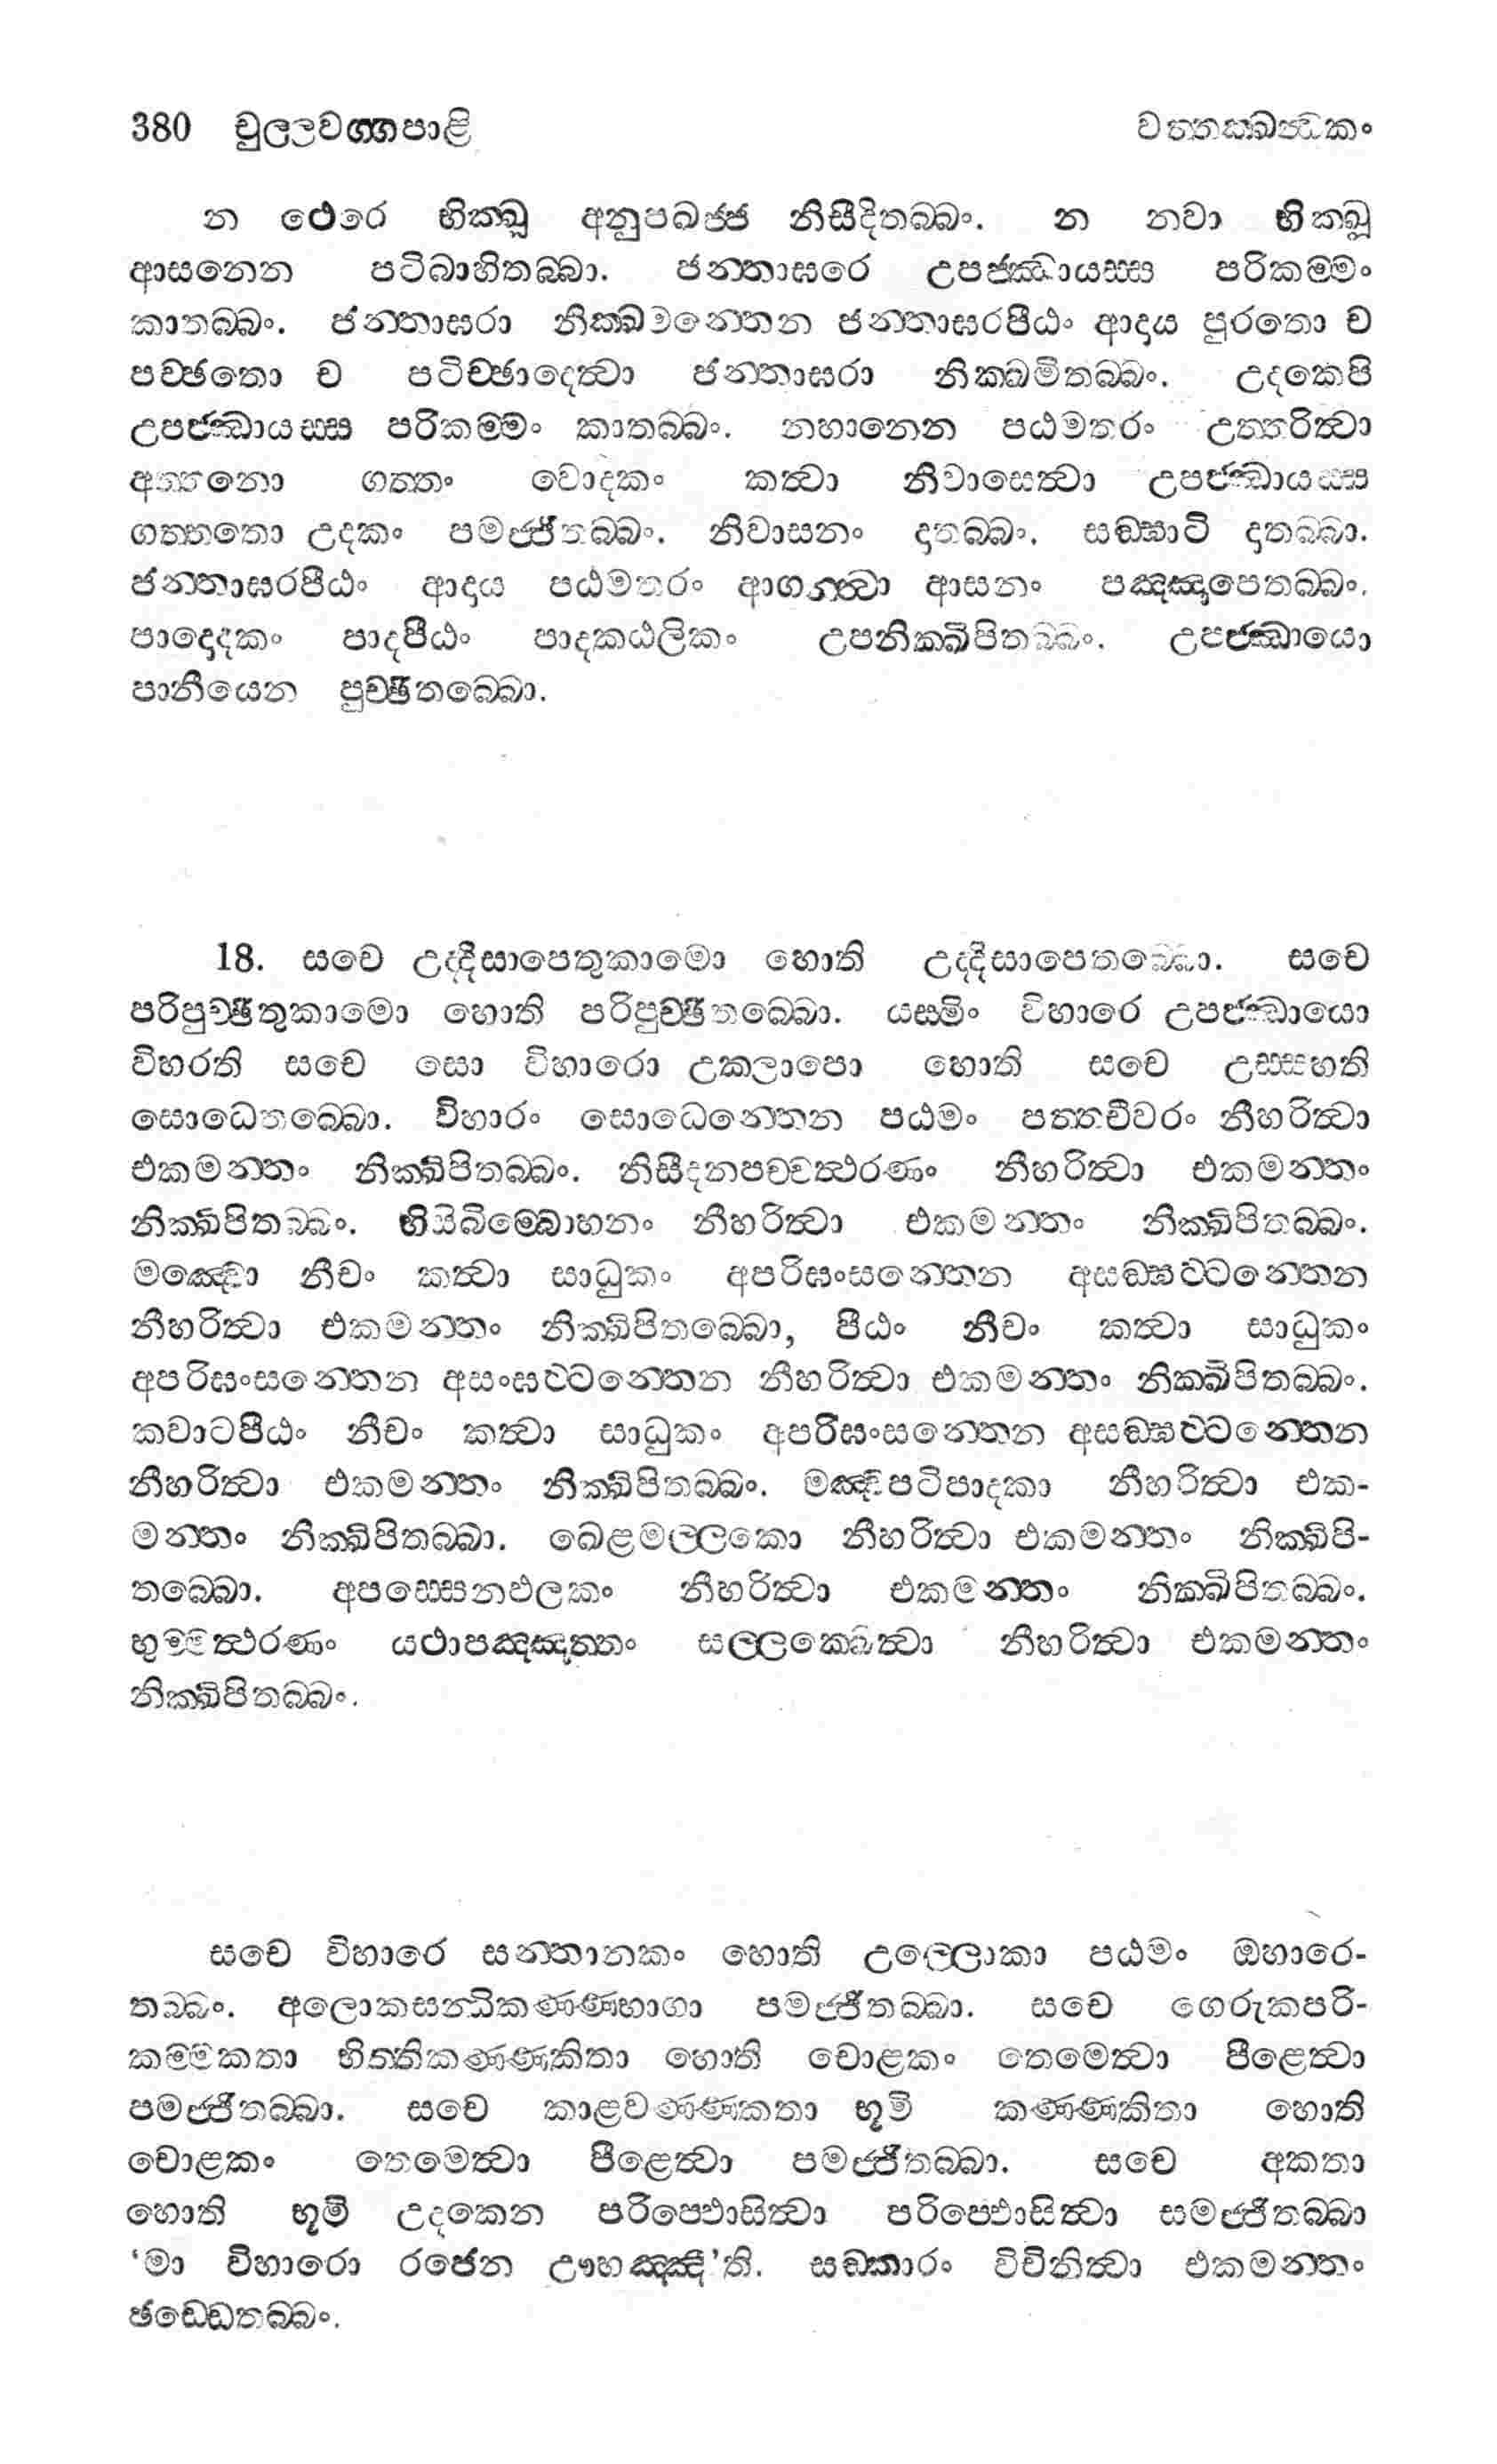 380 චුල්ලවග්ගපාළි වත්තක්ඛන්ධකං
න ථෙරෙ භික්ඛූ අනුපඛජ්ජ නිසීදිතබ්බං. න නවා භික්ඛූ
ආසනෙන පටිබාහිතබ්බා. ජන්තාඝරෙ උපජ්ඣායස්ස පරිකම්මං
කාතබ්බං. ජන්තාඝරා නික්ඛමන්තෙන ජන්තාඝරපීඨං ආදාය පුරතො ච
පච්ඡතො ච පටිච්ඡාදෙත්වා ජන්තාඝරා නික්ඛමිතබ්බං. උදකෙපි
උපජ්ඣායස්ස පරිකම්මං කාතබ්බං. නහානෙන පඨමතරං උත්තරිත්වා
අත්තනො ගත්තං වොදකං කත්වා නිවාසෙත්වා උපජ්ඣායස්ස
ගත්තතො උදකං පමජ්ජිතබ්බං. නිවාසනං දාතබ්බං. සඞ්ඝාටි දාතබ්බා.
ජන්තාඝරපීඨං ආදාය පඨමතරං ආගන්ත්වා ආසනං පඤ්ඤපෙතබ්බං.
පාදොදකං පාදපීඨං පාදකඨලිකං උපනික්ඛිපිතබ්බං. උපජ්ඣායො
පානීයෙන පුච්ඡිතබ්බො.
18. සචෙ උද්දිසාපෙතුකාමො හොති උද්දිසාපෙතබ්බො. සචෙ
පරිපුච්ඡිතුකාමො හොති පරිපුච්ඡිතබ්බො. යස්මිං විහාරෙ උපජ්ඣායො
විහරති සචෙ සො විහාරො උක්ලාපො හොති සචෙ උස්සහති
සොධෙතබ්බො. විහාරං සොධෙන්තෙන පඨමං පත්තචීවරං නීහරිත්වා
එකමන්තං නික්ඛිපිතබ්බං. නිසීදනපච්චත්ථරණං නීහරිත්වා එකමන්තං
නික්ඛිපිතබ්බං. භිසිබිම්බොහනං නීහරිත්වා එකමන්තං නික්ඛිපිතබ්බං.
මඤ්චො නීචං කත්වා සාධුකං අපරිඝංසන්තෙන අසඞ්ඝට්ටන්තෙන
නීහරිත්වා එකමන්තං නික්ඛිපිතබ්බො, පීඨං නීචං කත්වා සාධුකං
අපරිඝංසන්තෙන අසංඝට්ටන්තෙන නීහරිත්වා එකමන්තං නික්ඛිපිතබ්බං.
කවාටපීඨං නීචං කත්වා සාධුකං අපරිඝංසන්තෙන අසඞ්ඝට්ටන්තෙන
නීහරිත්වා එකමන්තං නික්ඛිපිතබ්බං. මඤ්චපටිපාදකා නීහරිත්වා එක-
මන්තං නික්ඛිපිතබ්බා. ඛෙළමල්ලකො නීහරිත්වා එකමන්තං නික්ඛිපි-
තබ්බො. අපස්සෙනඵලකං නීහරිත්වා එකමන්තං නික්ඛිපිතබ්බං.
භුම්මත්ථරණං යථාපඤ්ඤත්තං සල්ලක්ඛෙත්වා නීහරිත්වා එකමන්තං
නික්ඛිපිතබ්බං.
සචෙ විහාරෙ සන්තානකං හොති උල්ලොකා පඨමං ඔහාරෙ-
තබ්බං. අලොකසන්ධිකණ්ණභාගා පමජ්ජිතබ්බා. සචෙ ගෙරුකපරි-
කම්මකතා භිත්තිකණ්ණකිතා හොති චොළකං තෙමෙත්වා පීළෙත්වා
පමජ්ජිතබ්බා. සචෙ කාළවණ්ණකතා භූමි කණ්ණකිතා හොති
චොළකං තෙමෙත්වා පීළෙත්වා පමජ්ජිතබ්බා. සචෙ අකතා
හොති භූමි උදකෙන පරිප්ඵොසිත්වා පරිප්ඵොසිත්වා සම්මජ්ජිතබ්බා
‘මා විහාරො රජෙන ඌහඤ්ඤී’ති. සඞ්කාරං විචිනිත්වා එකමන්තං
ඡඩ්ඩෙතබ්බං.